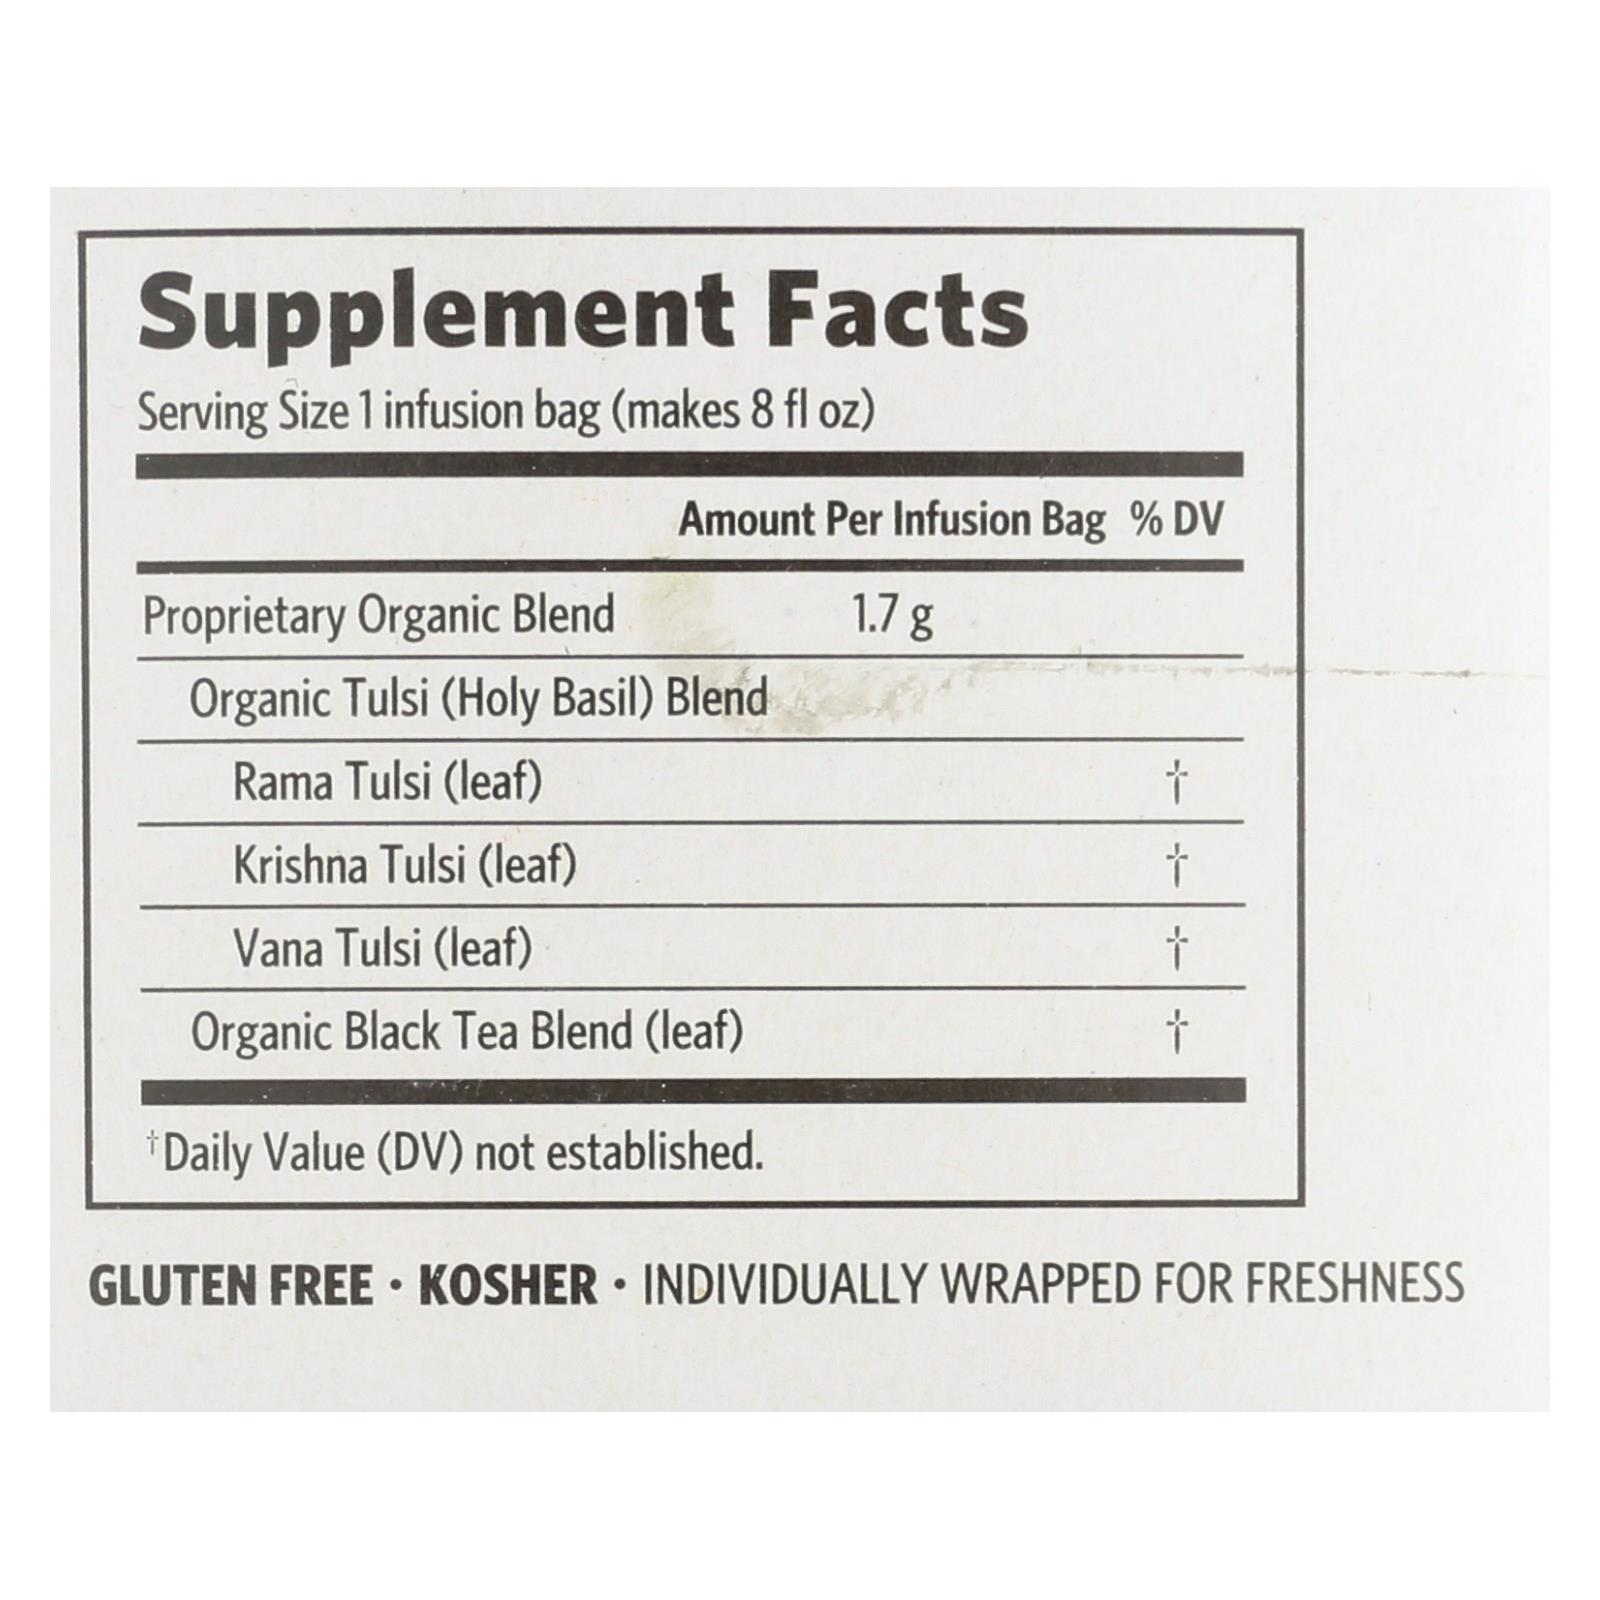 Supplement Facts
Serving Size 1 infusion bag (makes 8 fl oz)
Amount Per Infusion Bag % DV
Proprietary Organic Blend 1.7 g
Organic Tulsi (Holy Basil) Blend
Rama Tulsi (leaf) †
Krishna Tulsi (leaf) †
Vana Tulsi (leaf) †
Organic Black Tea Blend (leaf) †
†Daily Value (DV) not established.
GLUTEN FREE • KOSHER • INDIVIDUALLY WRAPPED FOR FRESHNESS